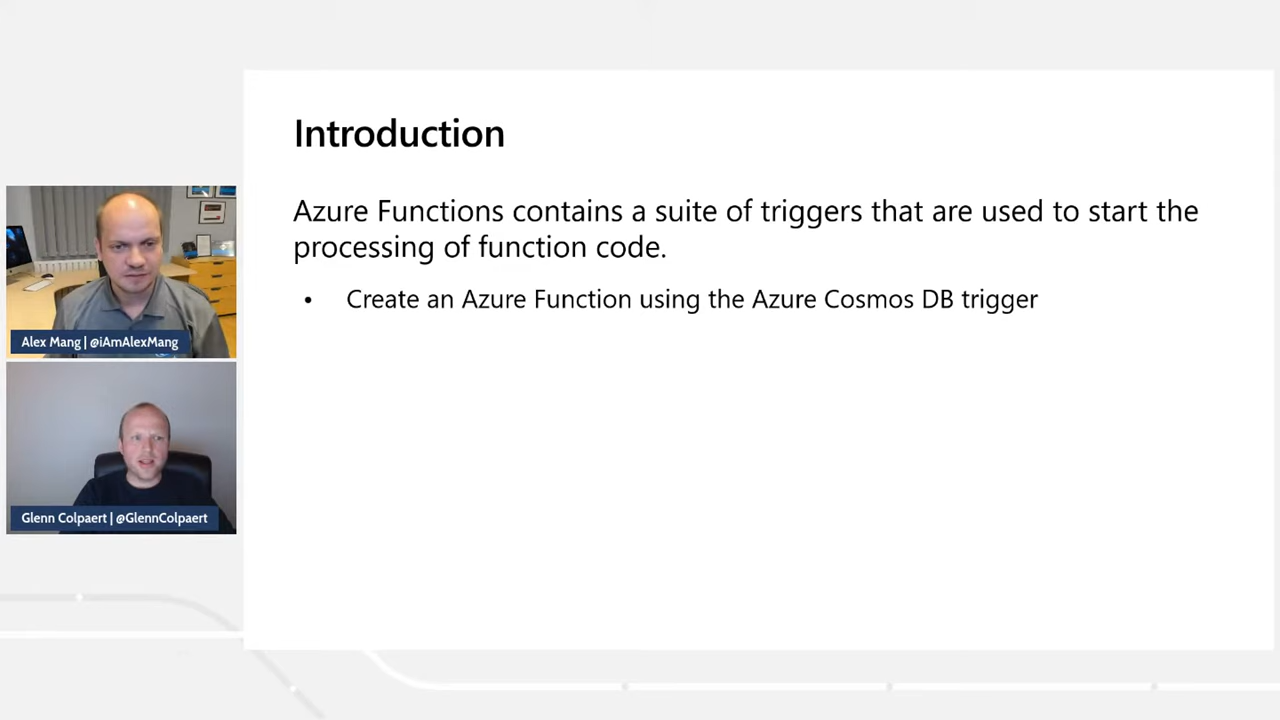 Introduction
Azure Functions contains a suite of triggers that are used to start the
processing of function code.
• Create an Azure Function using the Azure Cosmos DB trigger
Alex Mang | @iAmAlexMang
Glenn Colpaert | @GlennColpaert